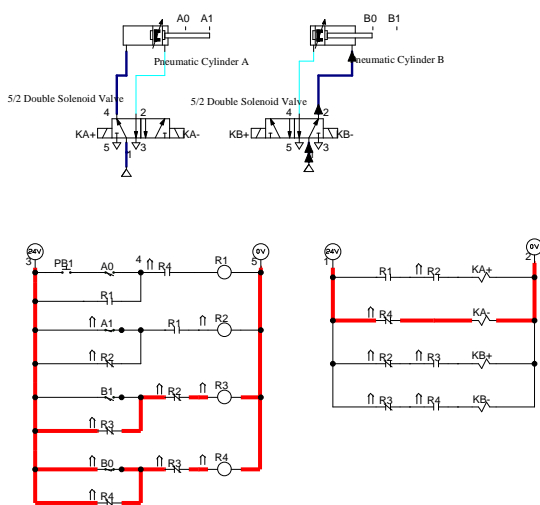 A0 A1
B0 B1
Pneumatic Cylinder A
Pneumatic Cylinder B
5/2 Double Solenoid Valve
5/2 Double Solenoid Valve
4 2
4 2
KA+ KA-
KB+ KB-
5 1 3
5 1 3
24V 0V
24V 0V
3 PB1 A0 4 R4 R1 5
1 2
R1 R2 KA+
R1
R4 KA-
A1 R1 R2
R2
R2 R3 KB+
B1 R2 R3
R3 R4 KB-
R3
B0 R3 R4
R4